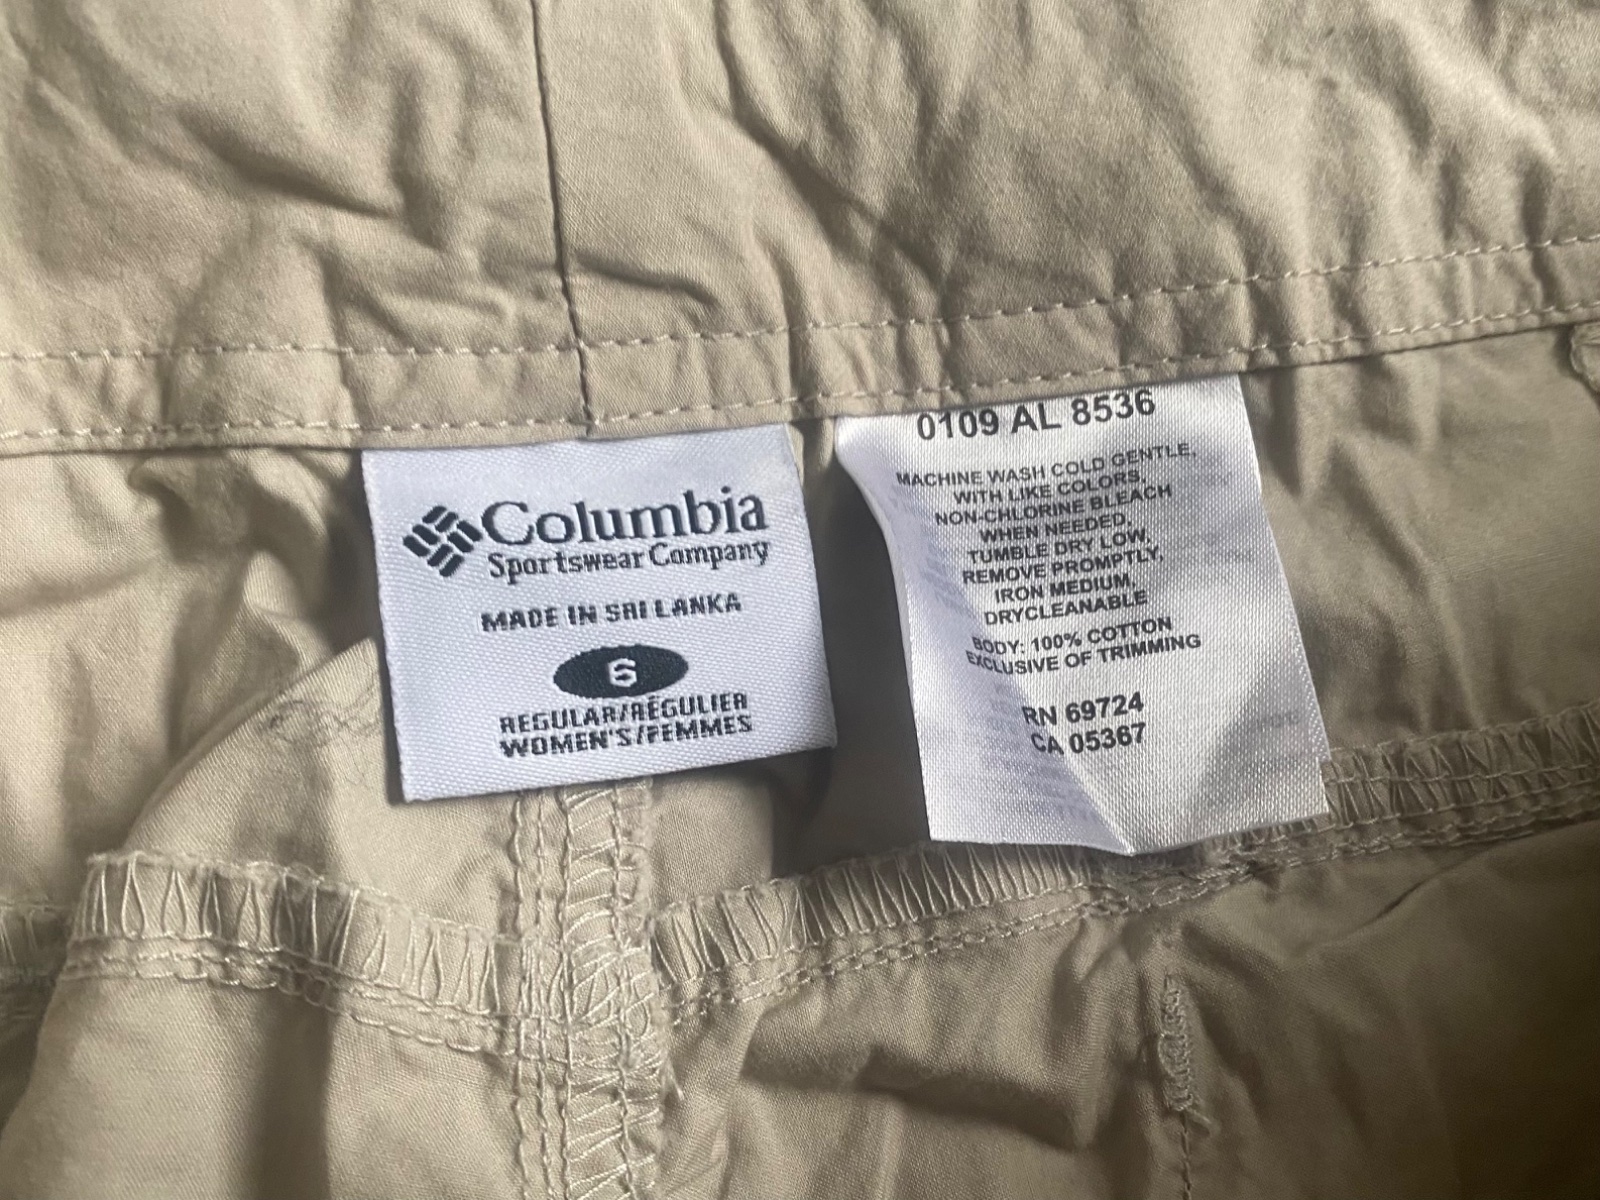 Columbia
Sportswear Company
MADE IN SRI LANKA
6
REGULAR/RÉGULIER
WOMEN'S/FEMMES
0109 AL 8536
MACHINE WASH COLD GENTLE,
WITH LIKE COLORS,
NON-CHLORINE BLEACH
WHEN NEEDED,
TUMBLE DRY LOW,
REMOVE PROMPTLY,
IRON MEDIUM,
DRYCLEANABLE
BODY: 100% COTTON
EXCLUSIVE OF TRIMMING
RN 69724
CA 05367